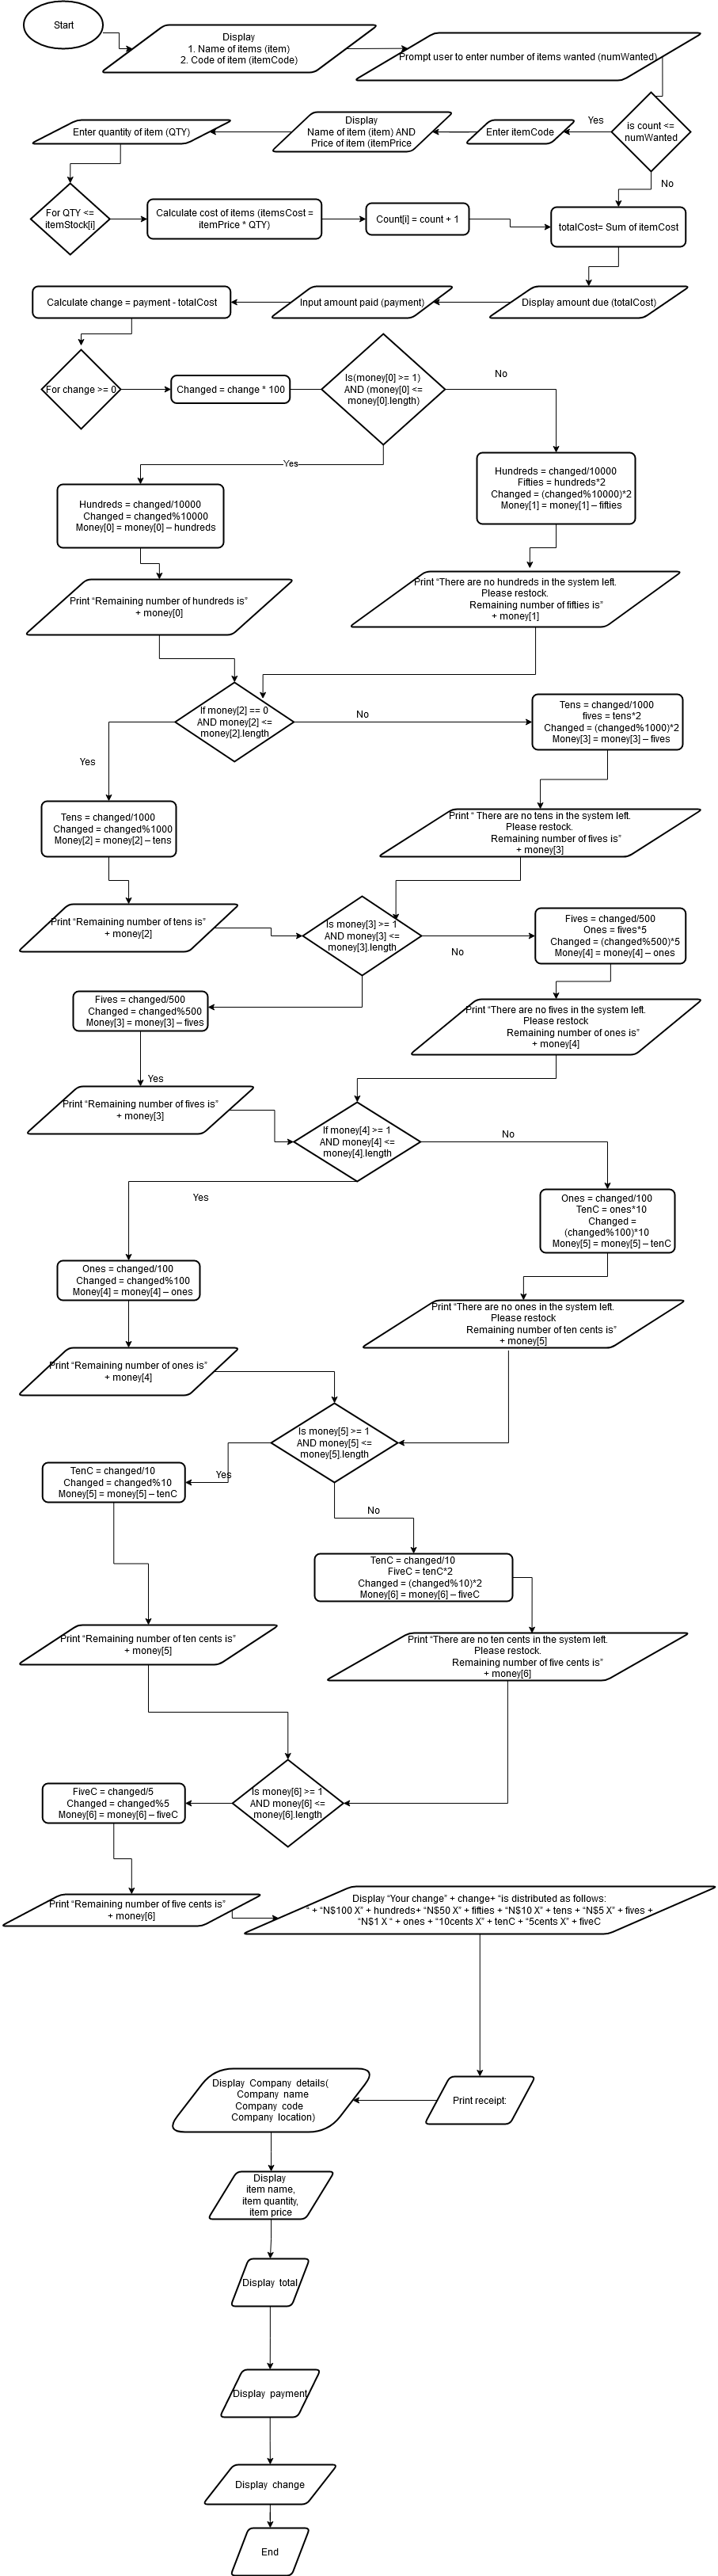 Start
Display
1. Name of items (item)
2. Code of item (itemCode)
Prompt user to enter number of items wanted (numWanted)
is count <=
numWanted
Yes
Enter itemCode
Display
Name of item (item) AND
Price of item (itemPrice
Enter quantity of item (QTY)
No
For QTY <=
itemStock[i]
Calculate cost of items (itemsCost =
itemPrice * QTY)
Count[i] = count + 1
totalCost= Sum of itemCost
Display amount due (totalCost)
Input amount paid (payment)
Calculate change = payment - totalCost
For change >= 0
Changed = change * 100
Is(money[0] >= 1)
AND (money[0] <=
money[0].length)
No
Yes
Hundreds = changed/10000
Changed = changed%10000
Money[0] = money[0] – hundreds
Hundreds = changed/10000
Fifties = hundreds*2
Changed = (changed%10000)*2
Money[1] = money[1] – fifties
Print “Remaining number of hundreds is”
+ money[0]
Print “There are no hundreds in the system left.
Please restock.
Remaining number of fifties is”
+ money[1]
If money[2] == 0
AND money[2] <=
money[2].length
No
Yes
Tens = changed/1000
fives = tens*2
Changed = (changed%1000)*2
Money[3] = money[3] – fives
Tens = changed/1000
Changed = changed%1000
Money[2] = money[2] – tens
Print “ There are no tens in the system left.
Please restock.
Remaining number of fives is”
+ money[3]
Print “Remaining number of tens is”
+ money[2]
Is money[3] >= 1
AND money[3] <=
money[3].length
No
Fives = changed/500
Ones = fives*5
Changed = (changed%500)*5
Money[4] = money[4] – ones
Fives = changed/500
Changed = changed%500
Money[3] = money[3] – fives
Print “There are no fives in the system left.
Please restock
Remaining number of ones is”
+ money[4]
Yes
Print “Remaining number of fives is”
+ money[3]
If money[4] >= 1
AND money[4] <=
money[4].length
No
Yes
Ones = changed/100
TenC = ones*10
Changed =
(changed%100)*10
Money[5] = money[5] – tenC
Ones = changed/100
Changed = changed%100
Money[4] = money[4] – ones
Print “There are no ones in the system left.
Please restock
Remaining number of ten cents is”
+ money[5]
Print “Remaining number of ones is”
+ money[4]
Is money[5] >= 1
AND money[5] <=
money[5].length
Yes
TenC = changed/10
Changed = changed%10
Money[5] = money[5] – tenC
No
TenC = changed/10
FiveC = tenC*2
Changed = (changed%10)*2
Money[6] = money[6] – fiveC
Print “Remaining number of ten cents is”
+ money[5]
Print “There are no ten cents in the system left.
Please restock.
Remaining number of five cents is”
+ money[6]
Is money[6] >= 1
AND money[6] <=
money[6].length
FiveC = changed/5
Changed = changed%5
Money[6] = money[6] – fiveC
Print “Remaining number of five cents is”
+ money[6]
Display “Your change” + change+ “is distributed as follows:
“ + “N$100 X” + hundreds+ “N$50 X” + fifties + “N$10 X” + tens + “N$5 X” + fives +
“N$1 X “ + ones + “10cents X” + tenC + “5cents X” + fiveC
Print receipt:
Display Company details(
Company name
Company code
Company location)
Display
item name,
item quantity,
item price
Display total
Display payment
Display change
End